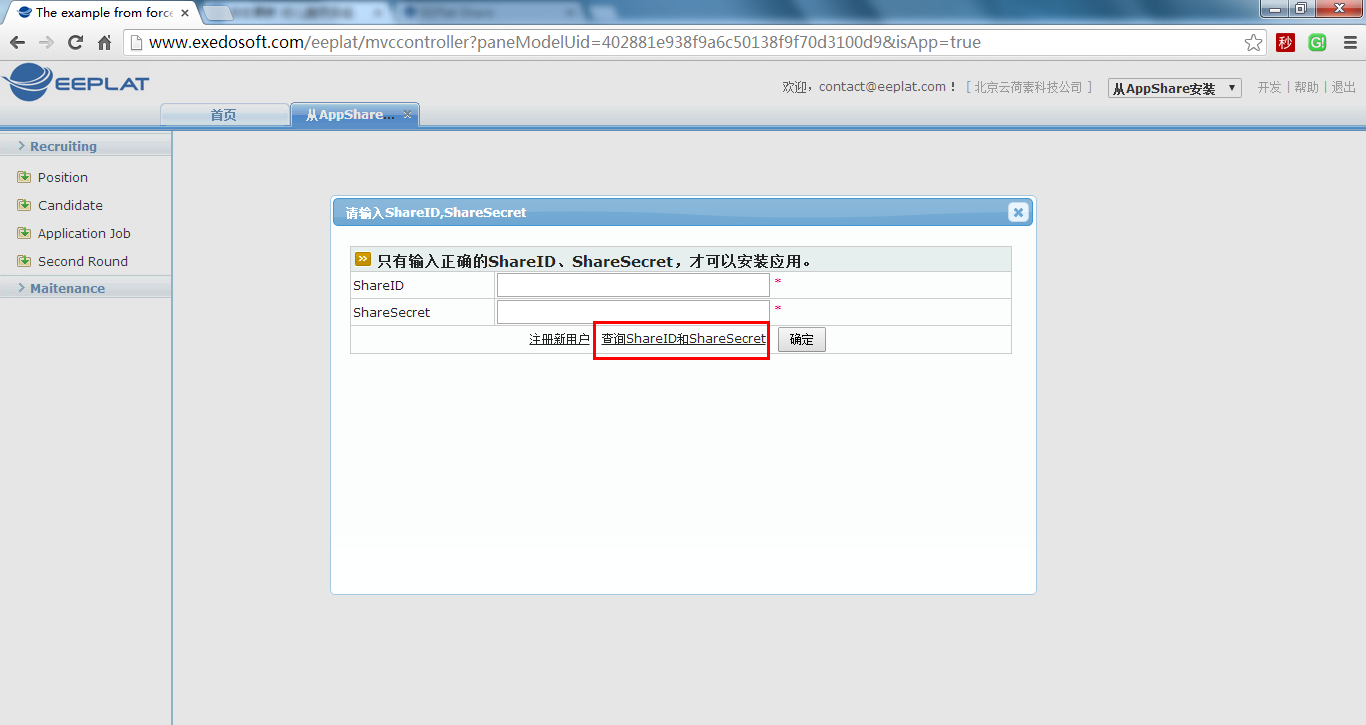 The example from force
www.exedosoft.com/eeplat/mvccontroller?paneModelUid=402881e938f9a6c50138f9f70d3100d9&isApp=true
秒
G!
EEPLAT
欢迎，contact@eeplat.com！ [ 北京云荷素科技公司 ] 从AppShare安装 开发 | 帮助 | 退出
首页
从AppShare...
Recruiting
Position
Candidate
Application Job
Second Round
Maitenance
请输入ShareID,ShareSecret
只有输入正确的ShareID、ShareSecret，才可以安装应用。
ShareID *
ShareSecret *
注册新用户 查询ShareID和ShareSecret 确定